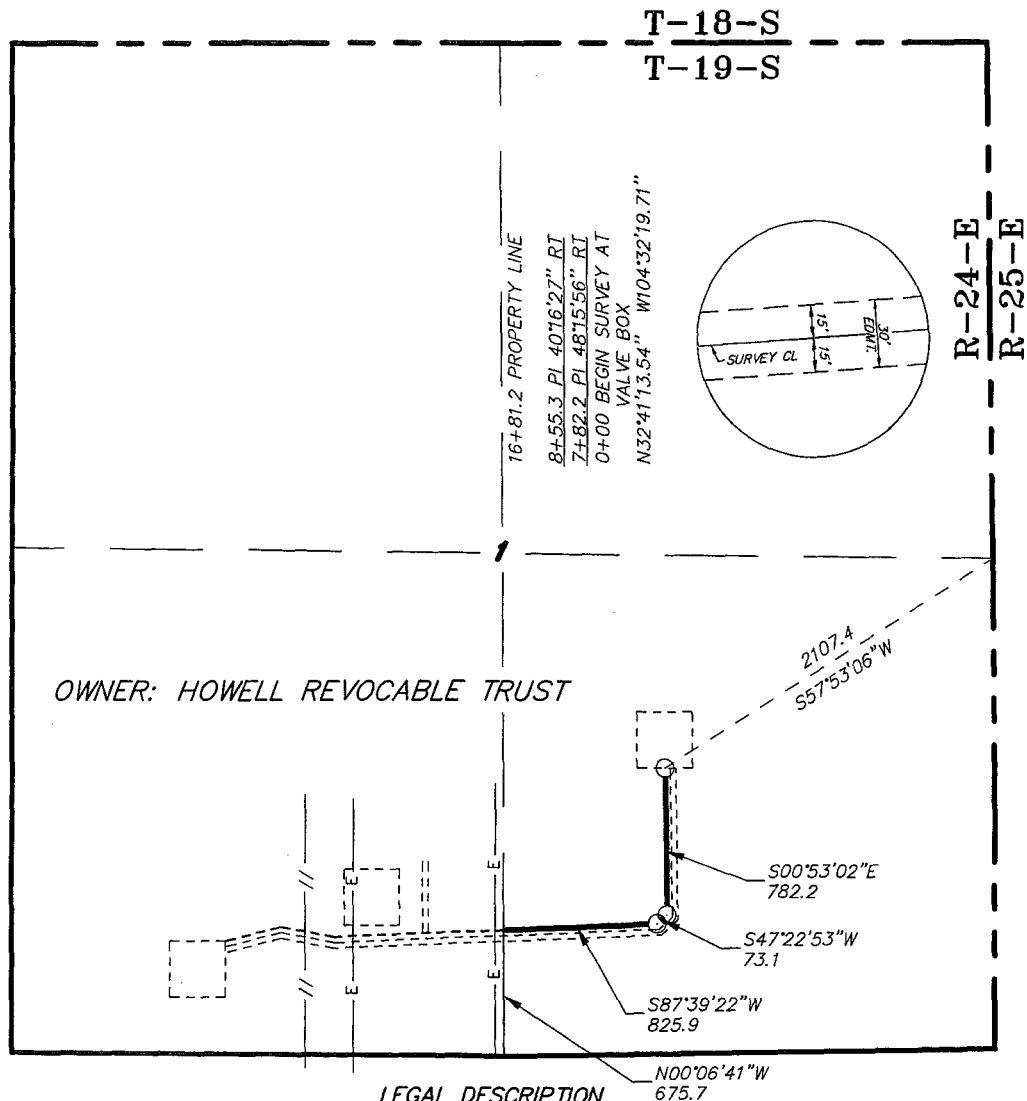 T-18-S
T-19-S
R-24-E
R-25-E
16+81.2 PROPERTY LINE
8+55.3 PI 40°16'27" RT
7+82.2 PI 48°15'56" RT
0+00 BEGIN SURVEY AT
VALVE BOX
N32°41'13.54" W104°32'19.71"
15' 15'
30'
EDMT.
SURVEY CL
1
2107.4
S57°53'06"W
OWNER: HOWELL REVOCABLE TRUST
E
E
E
E
S00°53'02"E
782.2
S47°22'53"W
73.1
S87°39'22"W
825.9
N00°06'41"W
675.7
LEGAL DESCRIPTION